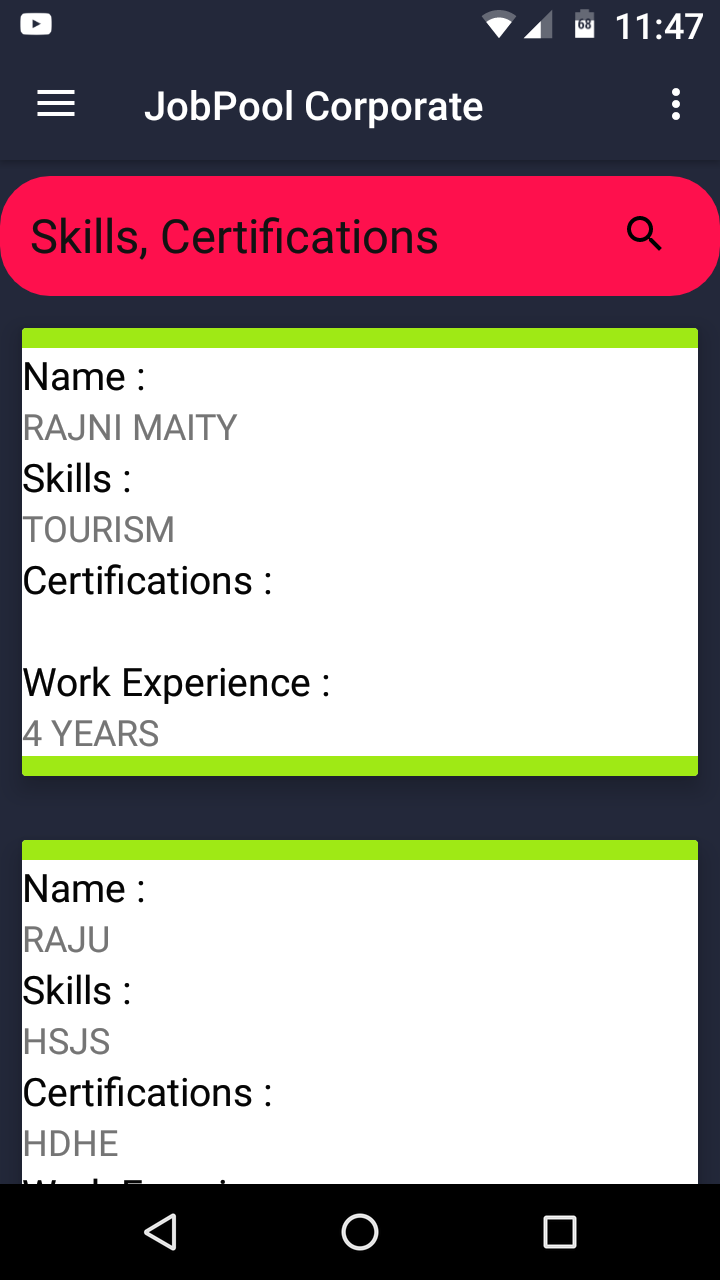 68 11:47
JobPool Corporate
Skills, Certifications
Name :
RAJNI MAITY
Skills :
TOURISM
Certifications :
Work Experience :
4 YEARS
Name :
RAJU
Skills :
HSJS
Certifications :
HDHE